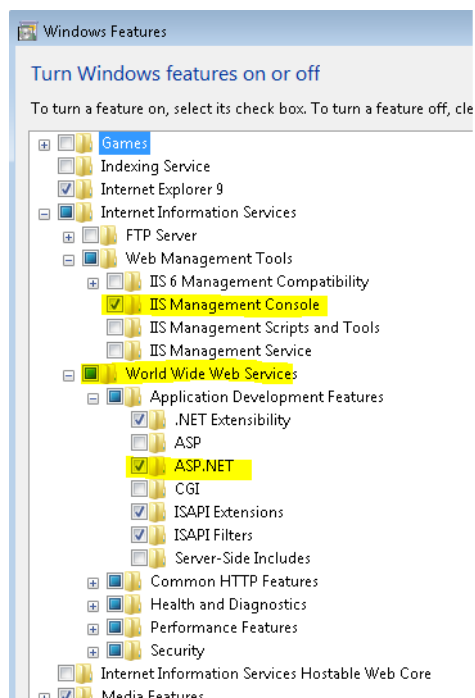 Windows Features
Turn Windows features on or off
To turn a feature on, select its check box. To turn a feature off, cle
Games
Indexing Service
Internet Explorer 9
Internet Information Services
FTP Server
Web Management Tools
IIS 6 Management Compatibility
IIS Management Console
IIS Management Scripts and Tools
IIS Management Service
World Wide Web Services
Application Development Features
.NET Extensibility
ASP
ASP.NET
CGI
ISAPI Extensions
ISAPI Filters
Server-Side Includes
Common HTTP Features
Health and Diagnostics
Performance Features
Security
Internet Information Services Hostable Web Core
Media Features